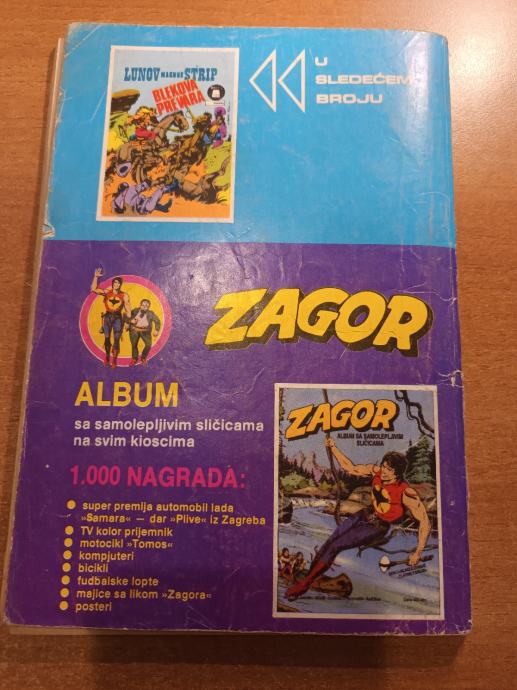 LUNOV MAGNUS STRIP
BLEKOVA
PREVARA
U
SLEDEĆEM
BROJU
ZAGOR
ALBUM
sa samolepljivim sličicama
na svim kioscima
1.000 NAGRADA:
• super premija automobil lada
»Samara« — dar »Plive« iz Zagreba
• TV kolor prijemnik
• motocikl »Tomos«
• kompjuteri
• bicikli
• fudbalske lopte
• majice sa likom »Zagora«
• posteri
ZAGOR
ALBUM SA SAMOLEPLJIVIM
SLIČICAMA